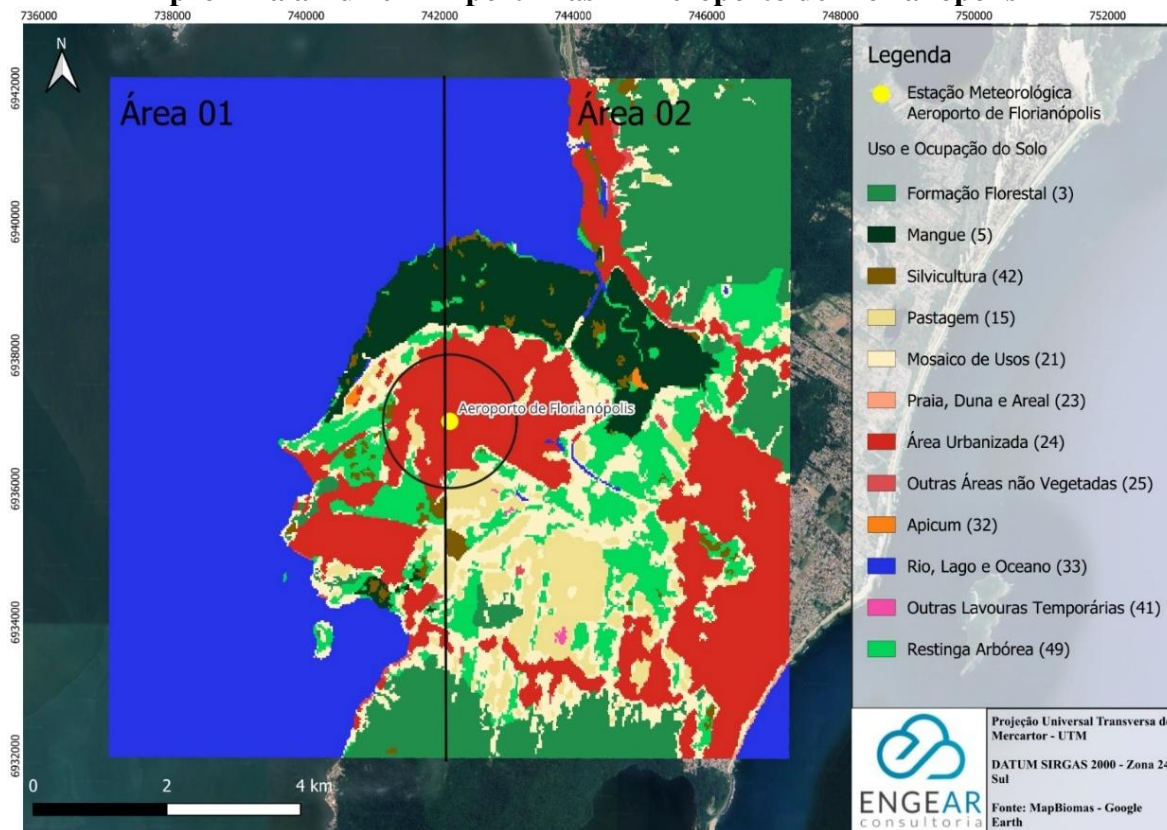 736000 738000 740000 742000 744000 746000 748000 750000 752000
6942000
6940000
6938000
6936000
6934000
6932000
N
Área 01
Área 02
Aeroporto de Florianópolis
0 2 4 km
Legenda
Estação Meteorológica
Aeroporto de Florianópolis
Uso e Ocupação do Solo
Formação Florestal (3)
Mangue (5)
Silvicultura (42)
Pastagem (15)
Mosaico de Usos (21)
Praia, Duna e Areal (23)
Área Urbanizada (24)
Outras Áreas não Vegetadas (25)
Apicum (32)
Rio, Lago e Oceano (33)
Outras Lavouras Temporárias (41)
Restinga Arbórea (49)
ENGEAR
consultoria
Projeção Universal Transversa de
Mercartor - UTM
DATUM SIRGAS 2000 - Zona 24
Sul
Fonte: MapBiomas - Google
Earth